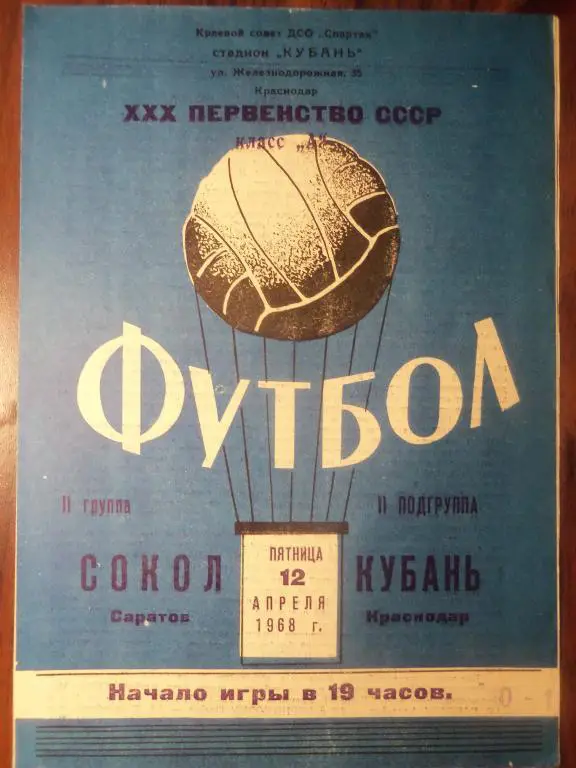 Краевой совет ДСО „Спартак"
стадион „КУБАНЬ"
ул. Железнодорожная, 35
Краснодар
XXX ПЕРВЕНСТВО СССР
класс „А"
ФУТБОЛ
II ГРУППА
II ПОДГРУППА
СОКОЛ
Саратов
ПЯТНИЦА
12
АПРЕЛЯ
1968 г.
КУБАНЬ
Краснодар
Начало игры в 19 часов.
0-1